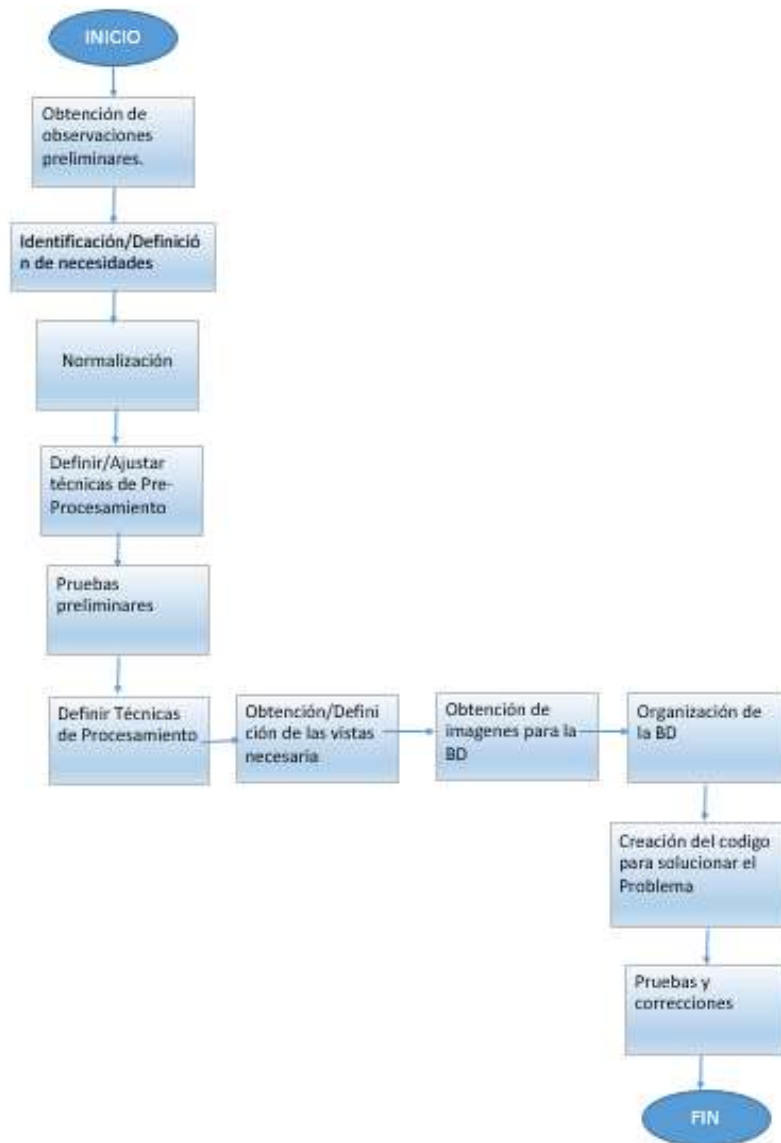 INICIO
Obtención de
observaciones
preliminares.
Identificación/Definició
n de necesidades
Normalización
Definir/Ajustar
técnicas de Pre-
Procesamiento
Pruebas
preliminares
Definir Técnicas
de Procesamiento
Obtención/Defini
ción de las vistas
necesaria
Obtención de
imagenes para la
BD
Organización de
la BD
Creación del codigo
para solucionar el
Problema
Pruebas y
correcciones
FIN